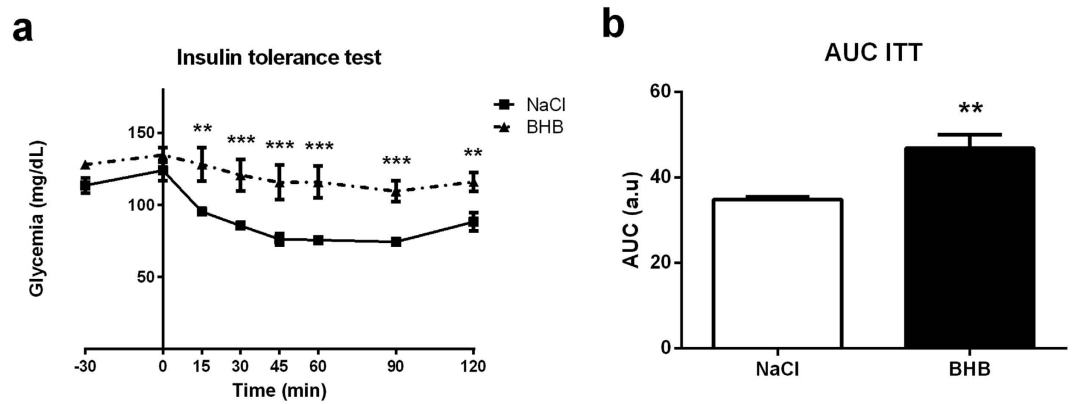 a
Insulin tolerance test
NaCl
BHB
Glycemia (mg/dL)
150
100
50
** *** *** *** *** **
-30 0 15 30 45 60 90 120
Time (min)
b
AUC ITT
AUC (a.u)
60
40
20
0
**
NaCl BHB